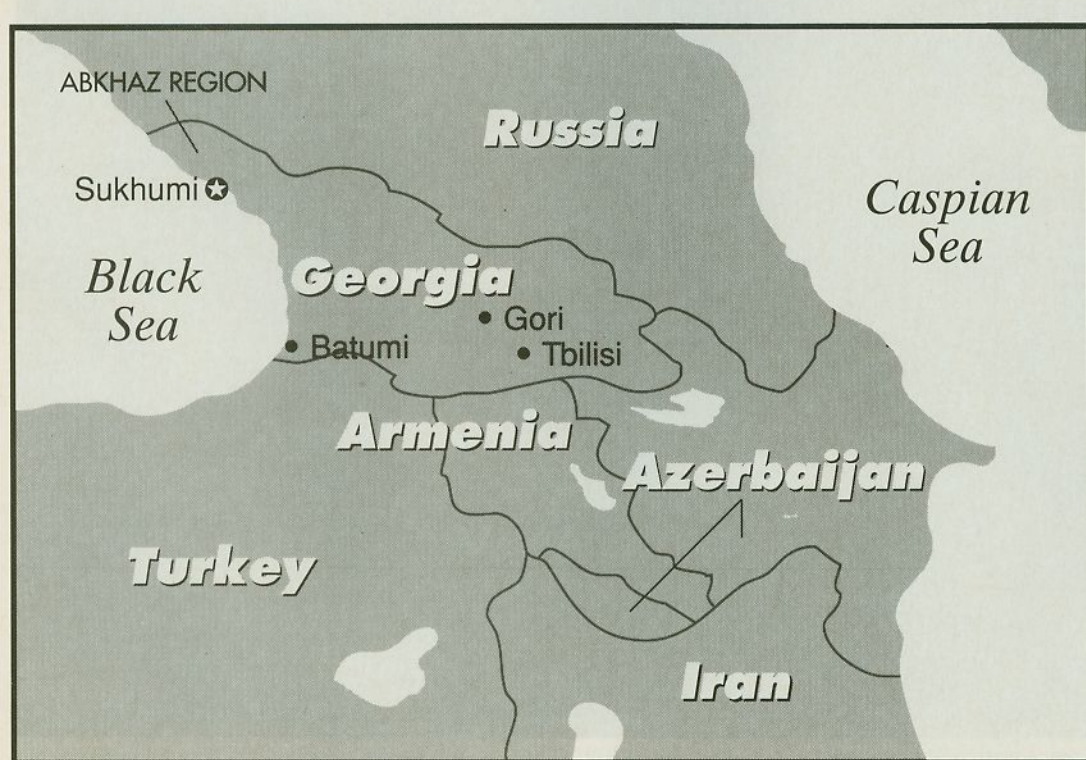 ABKHAZ REGION
Russia
Sukhumi
Caspian
Sea
Black
Sea
Georgia
Gori
Batumi
Tbilisi
Armenia
Azerbaijan
Turkey
Iran